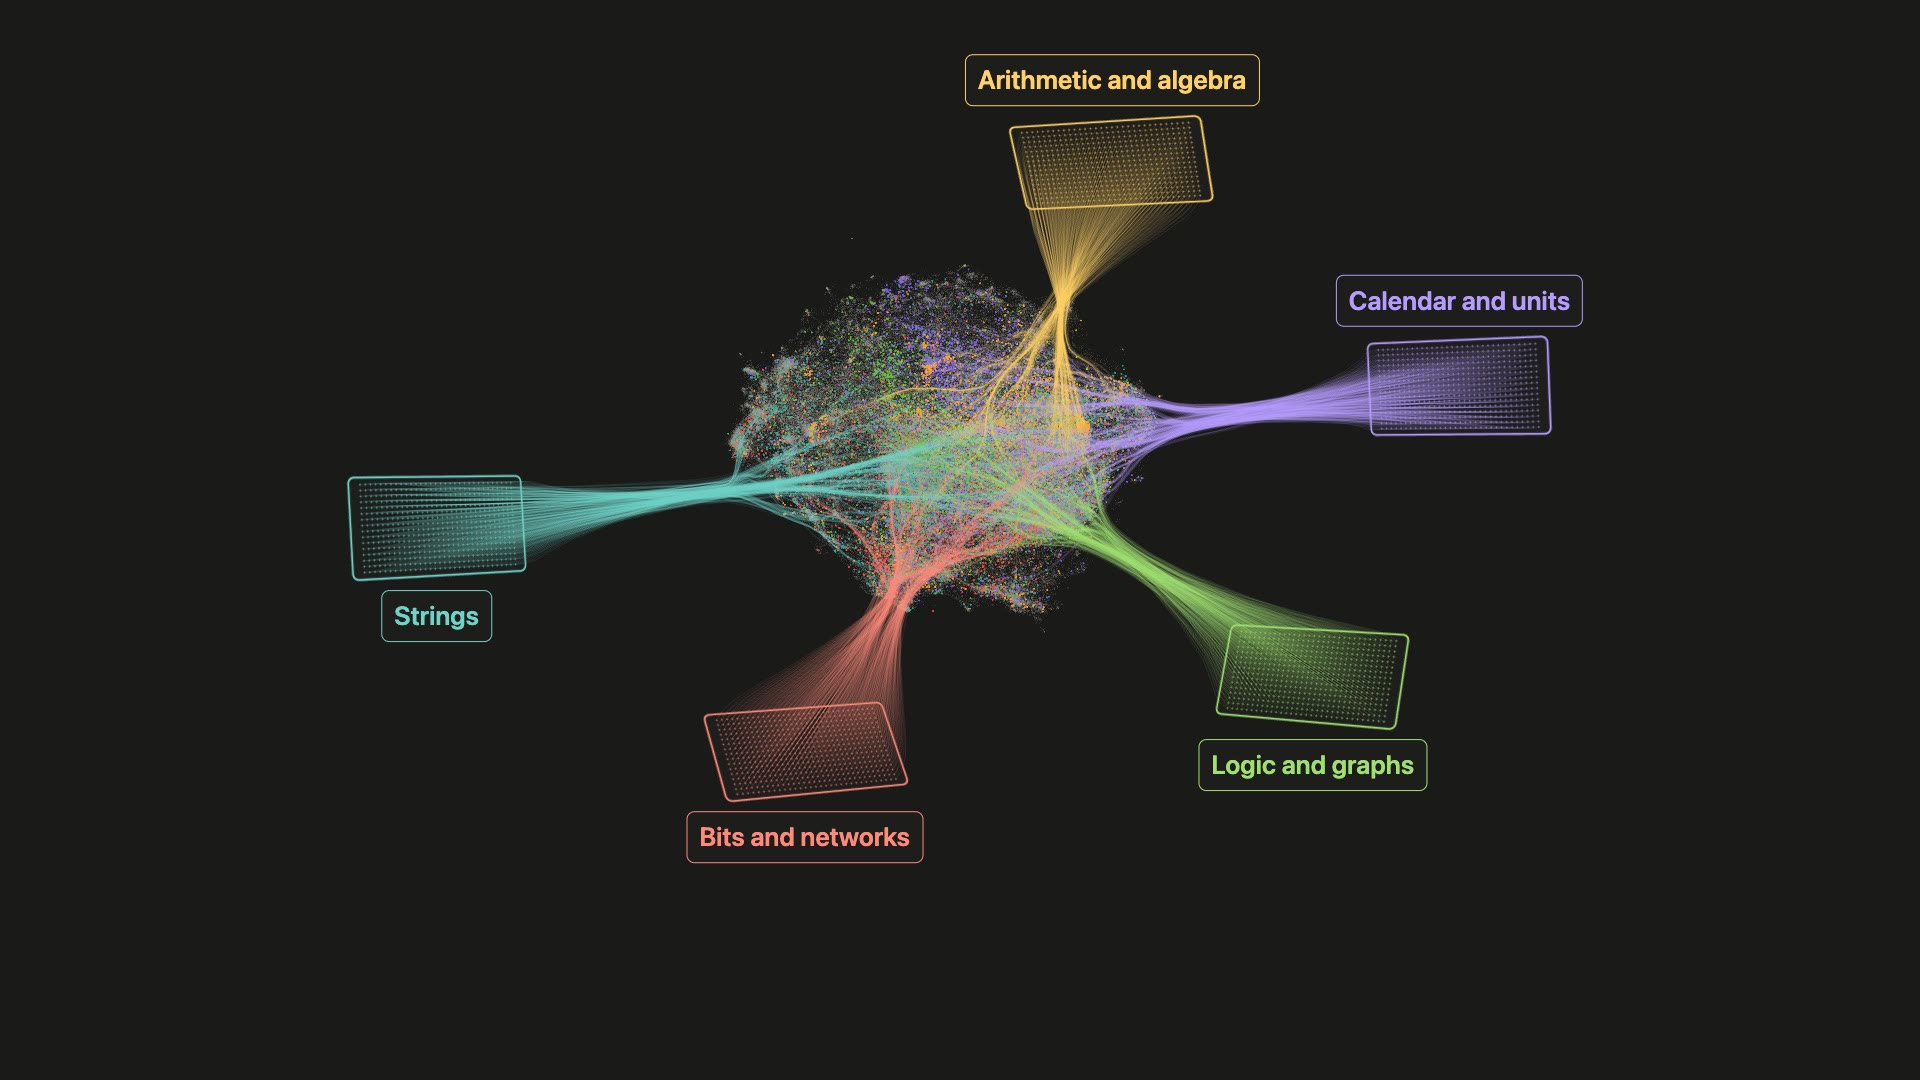 Arithmetic and algebra
Calendar and units
Strings
Logic and graphs
Bits and networks